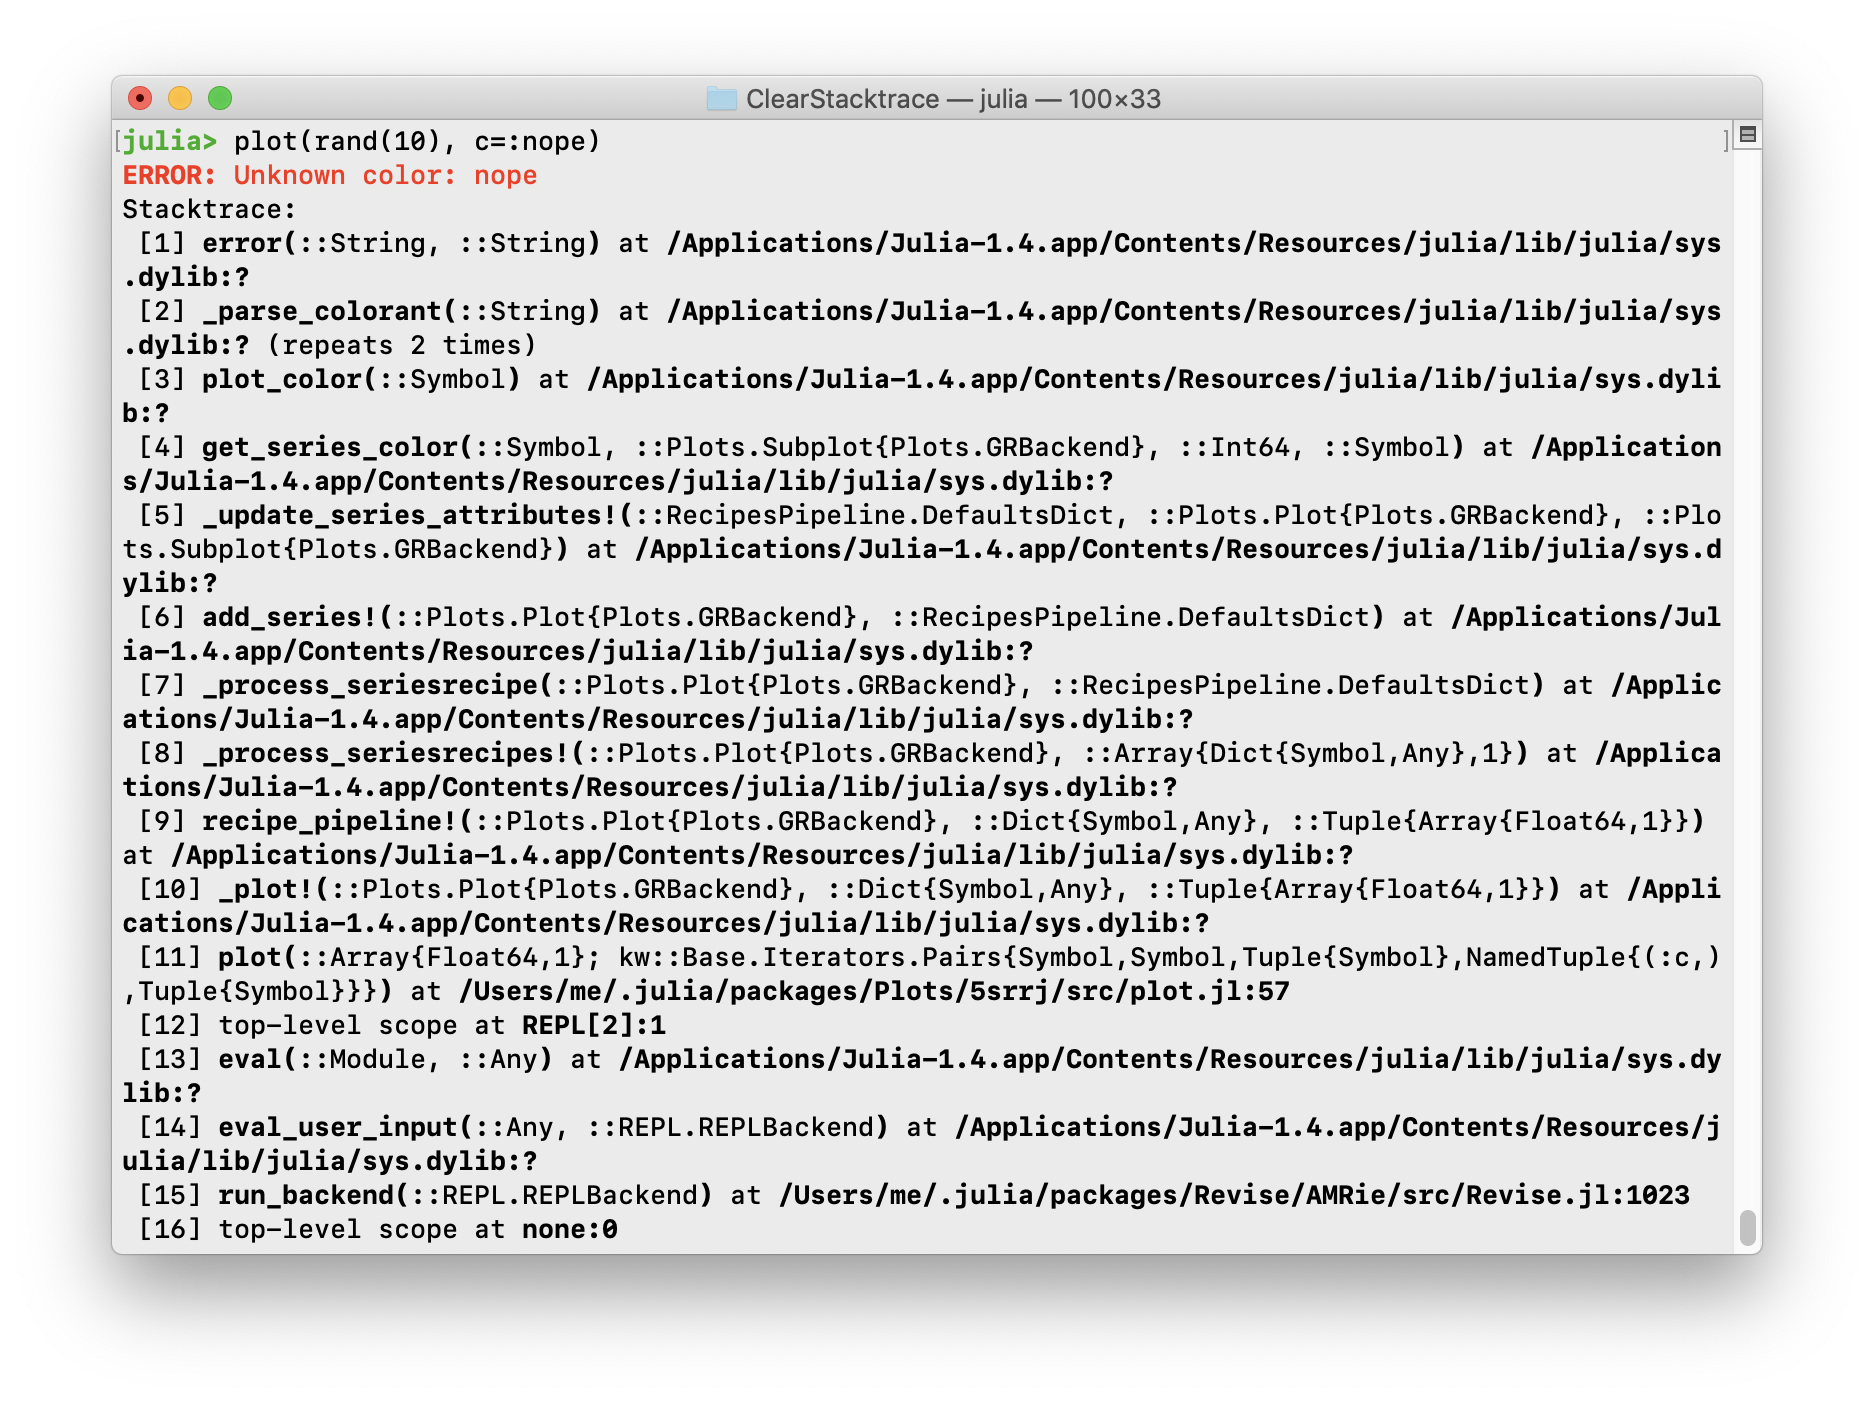 ClearStacktrace — julia — 100×33
[julia> plot(rand(10), c=:nope) ]
ERROR: Unknown color: nope
Stacktrace:
 [1] error(::String, ::String) at /Applications/Julia-1.4.app/Contents/Resources/julia/lib/julia/sys
.dylib:?
 [2] _parse_colorant(::String) at /Applications/Julia-1.4.app/Contents/Resources/julia/lib/julia/sys
.dylib:? (repeats 2 times)
 [3] plot_color(::Symbol) at /Applications/Julia-1.4.app/Contents/Resources/julia/lib/julia/sys.dyli
b:?
 [4] get_series_color(::Symbol, ::Plots.Subplot{Plots.GRBackend}, ::Int64, ::Symbol) at /Application
s/Julia-1.4.app/Contents/Resources/julia/lib/julia/sys.dylib:?
 [5] _update_series_attributes!(::RecipesPipeline.DefaultsDict, ::Plots.Plot{Plots.GRBackend}, ::Plo
ts.Subplot{Plots.GRBackend}) at /Applications/Julia-1.4.app/Contents/Resources/julia/lib/julia/sys.d
ylib:?
 [6] add_series!(::Plots.Plot{Plots.GRBackend}, ::RecipesPipeline.DefaultsDict) at /Applications/Jul
ia-1.4.app/Contents/Resources/julia/lib/julia/sys.dylib:?
 [7] _process_seriesrecipe(::Plots.Plot{Plots.GRBackend}, ::RecipesPipeline.DefaultsDict) at /Applic
ations/Julia-1.4.app/Contents/Resources/julia/lib/julia/sys.dylib:?
 [8] _process_seriesrecipes!(::Plots.Plot{Plots.GRBackend}, ::Array{Dict{Symbol,Any},1}) at /Applica
tions/Julia-1.4.app/Contents/Resources/julia/lib/julia/sys.dylib:?
 [9] recipe_pipeline!(::Plots.Plot{Plots.GRBackend}, ::Dict{Symbol,Any}, ::Tuple{Array{Float64,1}})
at /Applications/Julia-1.4.app/Contents/Resources/julia/lib/julia/sys.dylib:?
 [10] _plot!(::Plots.Plot{Plots.GRBackend}, ::Dict{Symbol,Any}, ::Tuple{Array{Float64,1}}) at /Appli
cations/Julia-1.4.app/Contents/Resources/julia/lib/julia/sys.dylib:?
 [11] plot(::Array{Float64,1}; kw::Base.Iterators.Pairs{Symbol,Symbol,Tuple{Symbol},NamedTuple{(:c,)
,Tuple{Symbol}}}) at /Users/me/.julia/packages/Plots/5srrj/src/plot.jl:57
 [12] top-level scope at REPL[2]:1
 [13] eval(::Module, ::Any) at /Applications/Julia-1.4.app/Contents/Resources/julia/lib/julia/sys.dy
lib:?
 [14] eval_user_input(::Any, ::REPL.REPLBackend) at /Applications/Julia-1.4.app/Contents/Resources/j
ulia/lib/julia/sys.dylib:?
 [15] run_backend(::REPL.REPLBackend) at /Users/me/.julia/packages/Revise/AMRie/src/Revise.jl:1023
 [16] top-level scope at none:0